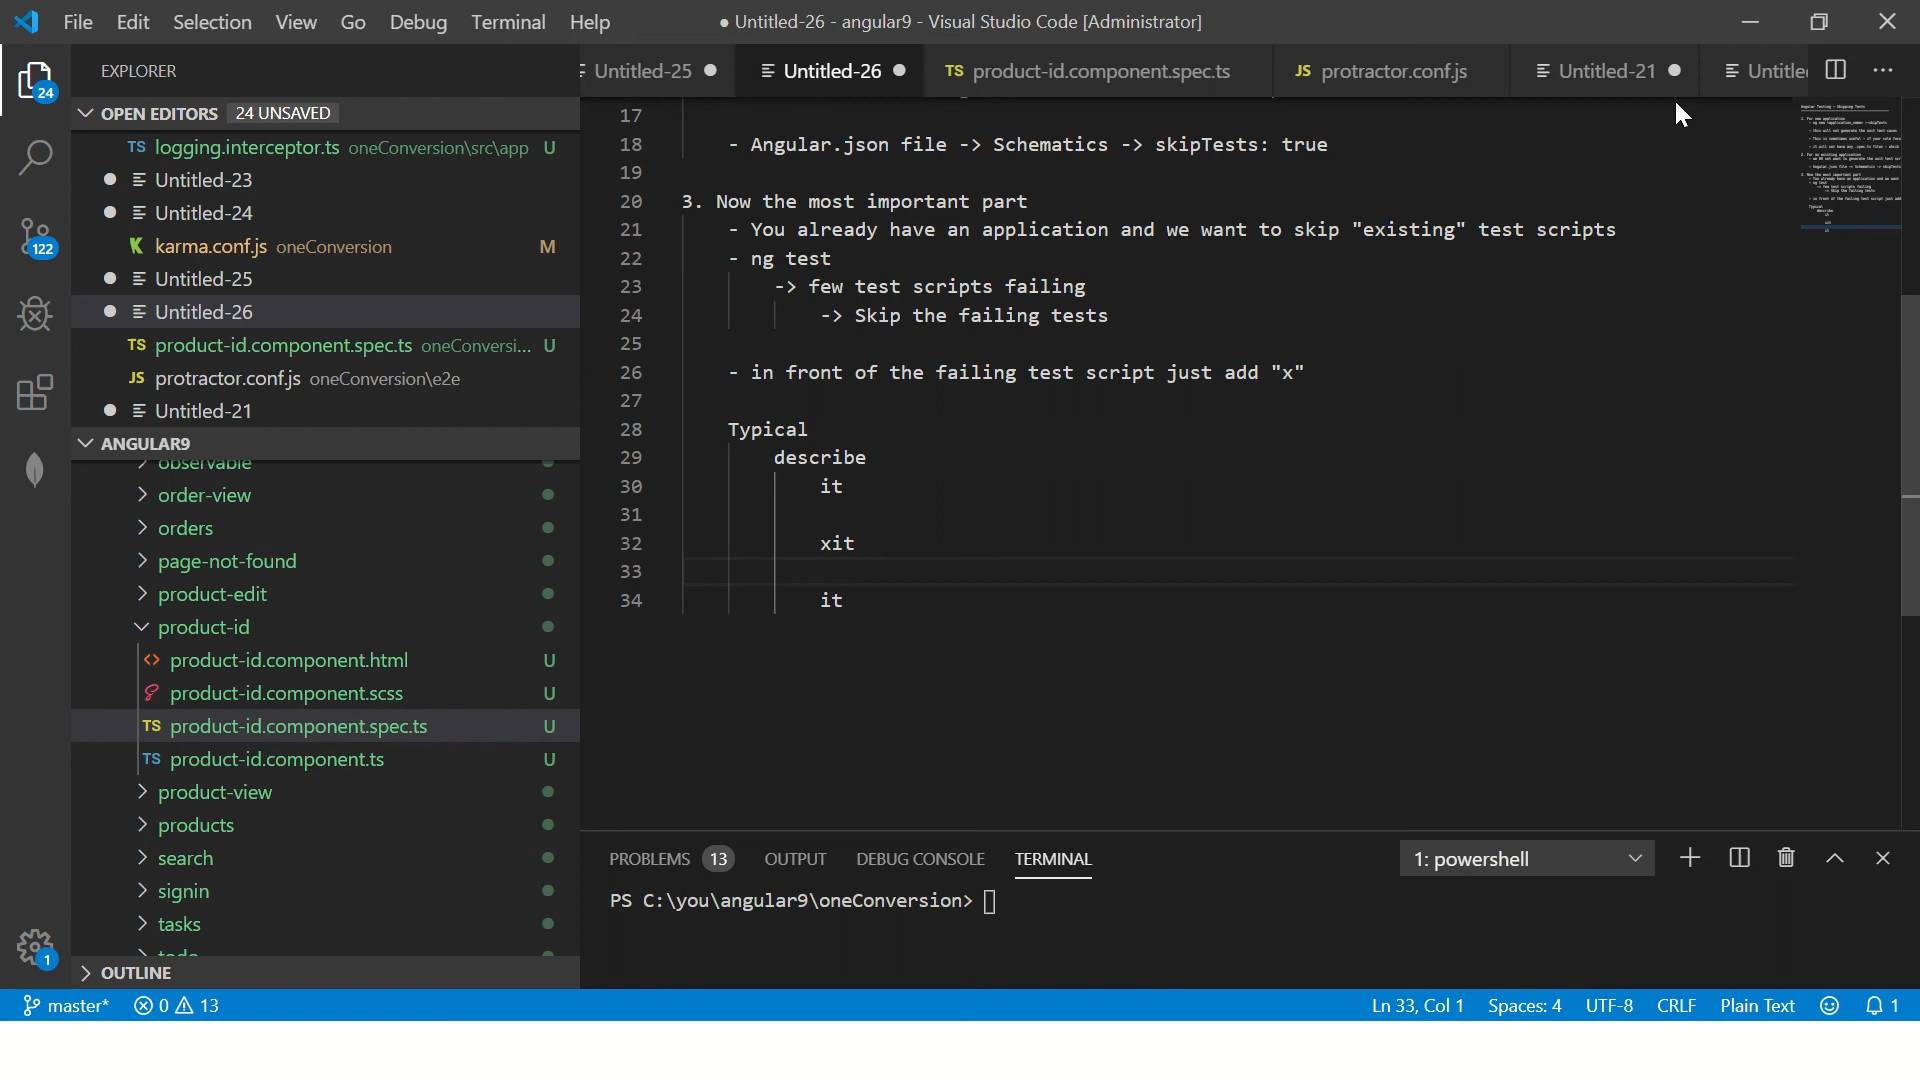 File Edit Selection View Go Debug Terminal Help
● Untitled-26 - angular9 - Visual Studio Code [Administrator]
EXPLORER
Untitled-25
Untitled-26
TS product-id.component.spec.ts
JS protractor.conf.js
Untitled-21
24
OPEN EDITORS 24 UNSAVED
TS logging.interceptor.ts oneConversion\src\app U
Untitled-23
Untitled-24
karma.conf.js oneConversion M
Untitled-25
Untitled-26
TS product-id.component.spec.ts oneConversi... U
JS protractor.conf.js oneConversion\e2e
Untitled-21
122
ANGULAR9
observable
order-view
orders
page-not-found
product-edit
product-id
<> product-id.component.html U
product-id.component.scss U
TS product-id.component.spec.ts U
TS product-id.component.ts U
product-view
products
search
signin
tasks
OUTLINE
1
17
18 - Angular.json file -> Schematics -> skipTests: true
19
20 3. Now the most important part
21 - You already have an application and we want to skip "existing" test scripts
22 - ng test
23 -> few test scripts failing
24 -> Skip the failing tests
25
26 - in front of the failing test script just add "x"
27
28 Typical
29 describe
30 it
31
32 xit
33
34 it
PROBLEMS 13 OUTPUT DEBUG CONSOLE TERMINAL
1: powershell
PS C:\you\angular9\oneConversion>
master* 0 13
Ln 33, Col 1 Spaces: 4 UTF-8 CRLF Plain Text 1